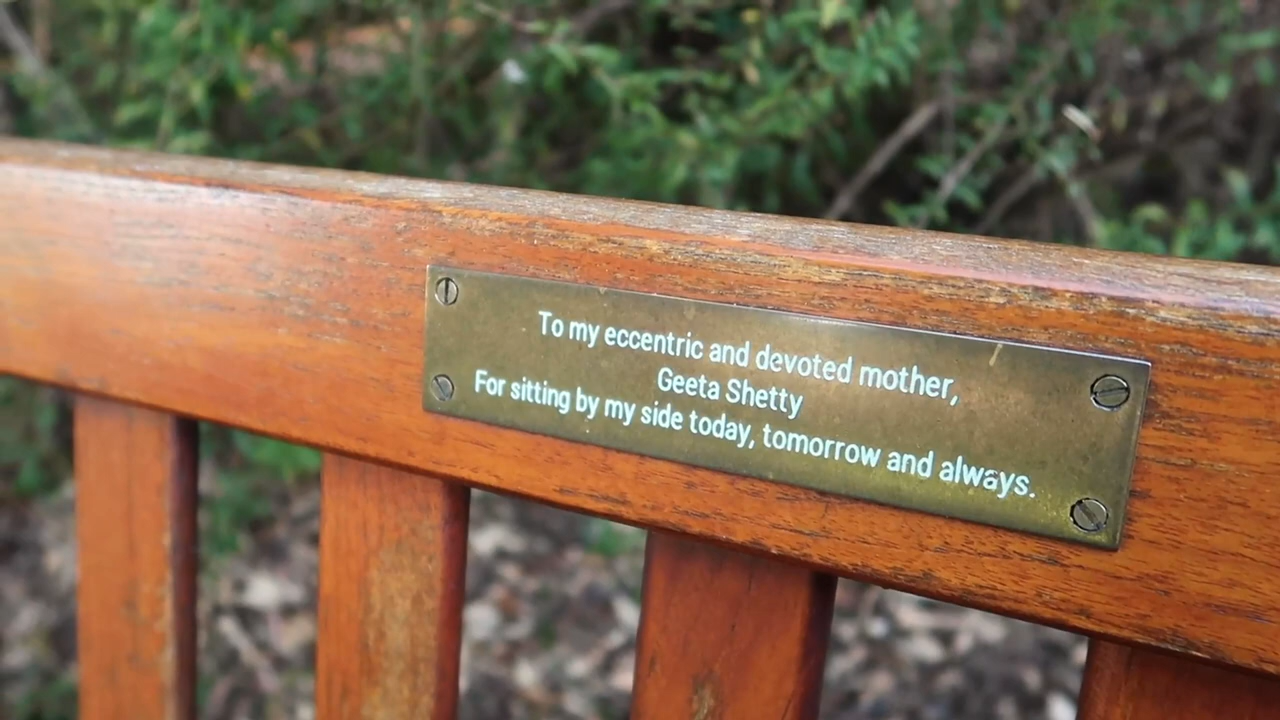 To my eccentric and devoted mother,
Geeta Shetty
For sitting by my side today, tomorrow and always.